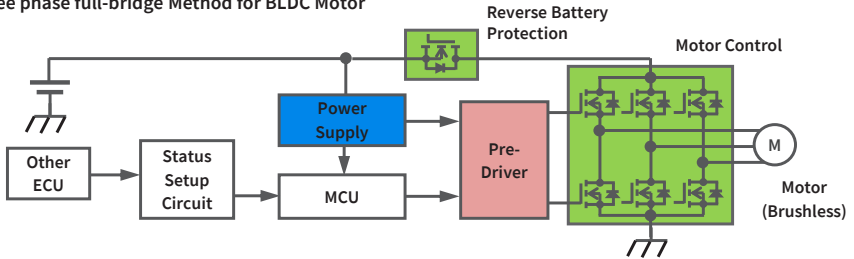 ee phase full-bridge Method for BLDC Motor
Reverse Battery
Protection
Motor Control
Power
Supply
Pre-
Driver
Other
ECU
Status
Setup
Circuit
MCU
M
Motor
(Brushless)